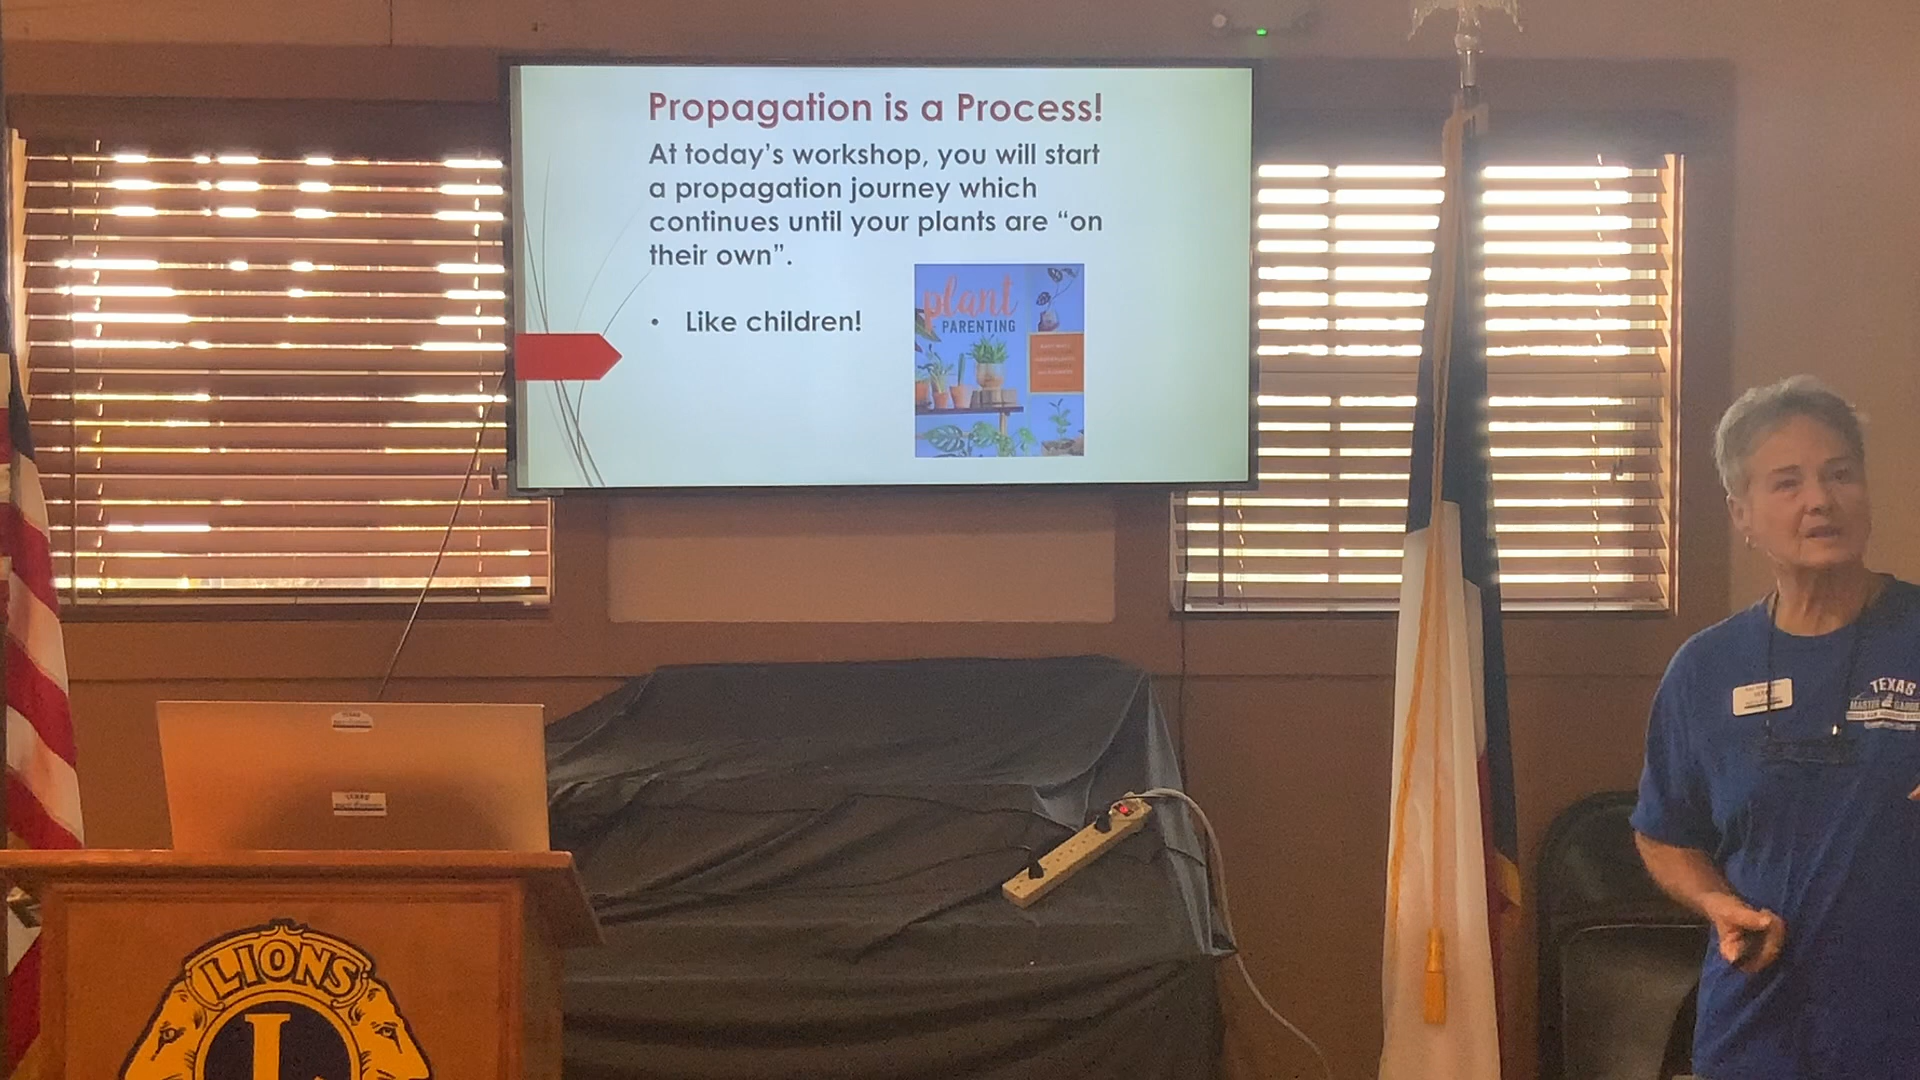 Propagation is a Process!
At today's workshop, you will start
a propagation journey which
continues until your plants are “on
their own”.
• Like children!
plant
PARENTING
TEXAS
MASTER
LIONS
L